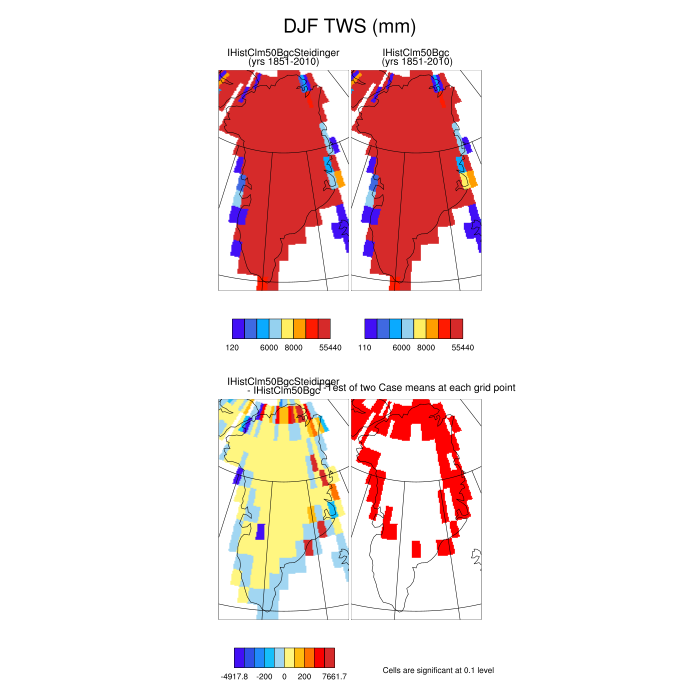 DJF TWS (mm)
IHistClm50BgcSteidinger
(yrs 1851-2010)
IHistClm50Bgc
(yrs 1851-2010)
120 6000 8000 55440
110 6000 8000 55440
IHistClm50BgcSteidinger
- IHistClm50Bgc
Test of two Case means at each grid point
-4917.8 -200 0 200 7661.7
Cells are significant at 0.1 level